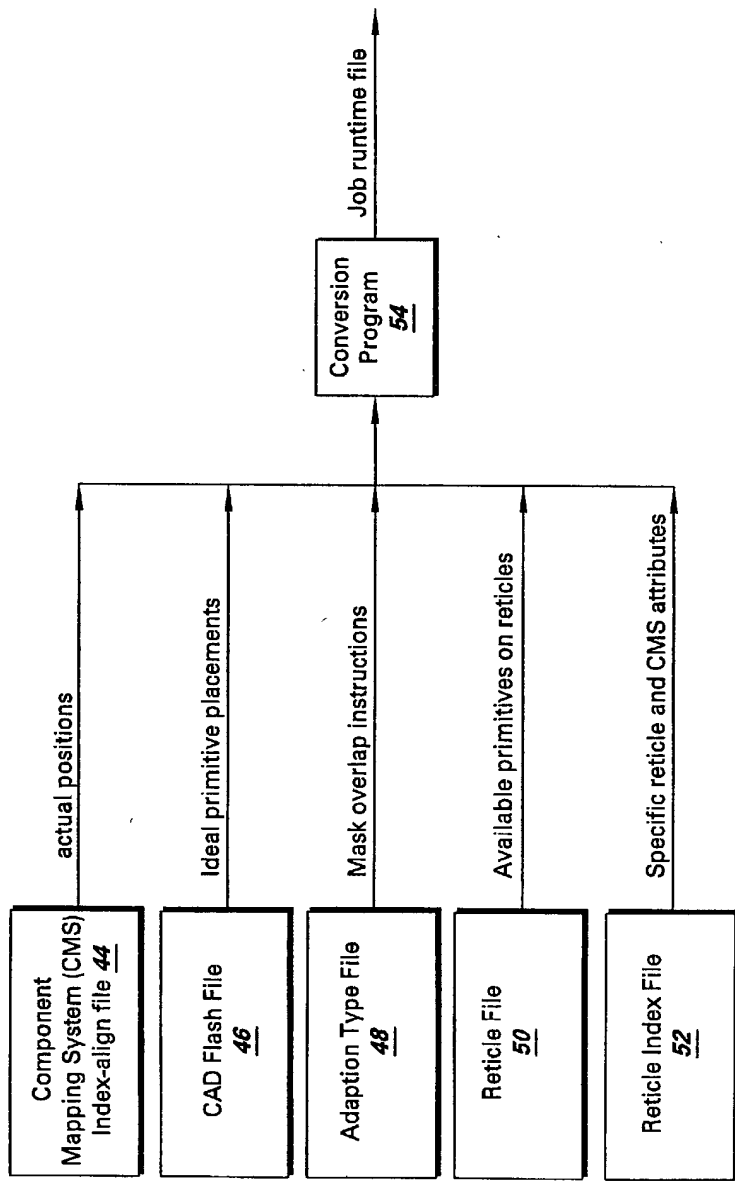 Component
Mapping System (CMS)
Index-align file 44
actual positions
CAD Flash File
46
Ideal primitive placements
Adaption Type File
48
Mask overlap instructions
Reticle File
50
Available primitives on reticles
Reticle Index File
52
Specific reticle and CMS attributes
Conversion
Program
54
Job runtime file